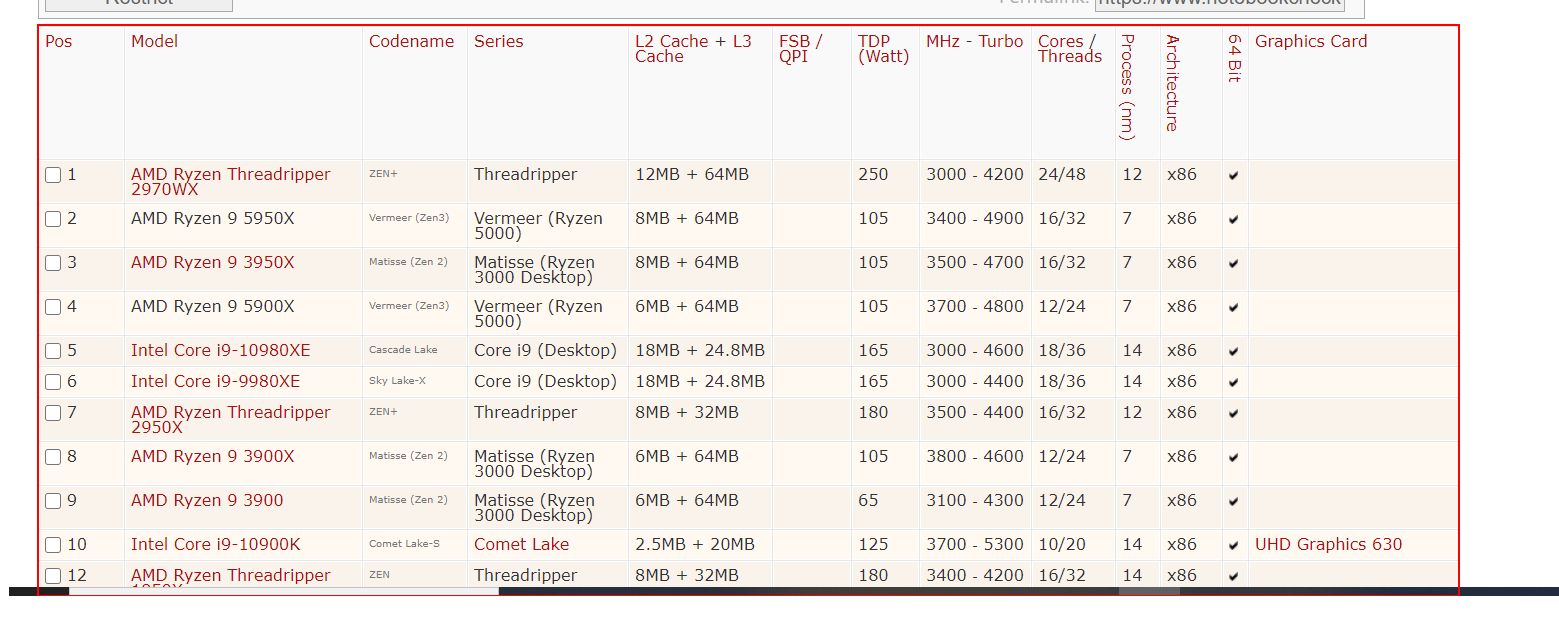 Pos Model Codename Series L2 Cache + L3 Cache FSB / QPI TDP (Watt) MHz - Turbo Cores / Threads Process (nm) Architecture 64 Bit Graphics Card
1 AMD Ryzen Threadripper 2970WX ZEN+ Threadripper 12MB + 64MB 250 3000 - 4200 24/48 12 x86 ✔
2 AMD Ryzen 9 5950X Vermeer (Zen3) Vermeer (Ryzen 5000) 8MB + 64MB 105 3400 - 4900 16/32 7 x86 ✔
3 AMD Ryzen 9 3950X Matisse (Zen 2) Matisse (Ryzen 3000 Desktop) 8MB + 64MB 105 3500 - 4700 16/32 7 x86 ✔
4 AMD Ryzen 9 5900X Vermeer (Zen3) Vermeer (Ryzen 5000) 6MB + 64MB 105 3700 - 4800 12/24 7 x86 ✔
5 Intel Core i9-10980XE Cascade Lake Core i9 (Desktop) 18MB + 24.8MB 165 3000 - 4600 18/36 14 x86 ✔
6 Intel Core i9-9980XE Sky Lake-X Core i9 (Desktop) 18MB + 24.8MB 165 3000 - 4400 18/36 14 x86 ✔
7 AMD Ryzen Threadripper 2950X ZEN+ Threadripper 8MB + 32MB 180 3500 - 4400 16/32 12 x86 ✔
8 AMD Ryzen 9 3900X Matisse (Zen 2) Matisse (Ryzen 3000 Desktop) 6MB + 64MB 105 3800 - 4600 12/24 7 x86 ✔
9 AMD Ryzen 9 3900 Matisse (Zen 2) Matisse (Ryzen 3000 Desktop) 6MB + 64MB 65 3100 - 4300 12/24 7 x86 ✔
10 Intel Core i9-10900K Comet Lake-S Comet Lake 2.5MB + 20MB 125 3700 - 5300 10/20 14 x86 ✔ UHD Graphics 630
12 AMD Ryzen Threadripper ZEN Threadripper 8MB + 32MB 180 3400 - 4200 16/32 14 x86 ✔